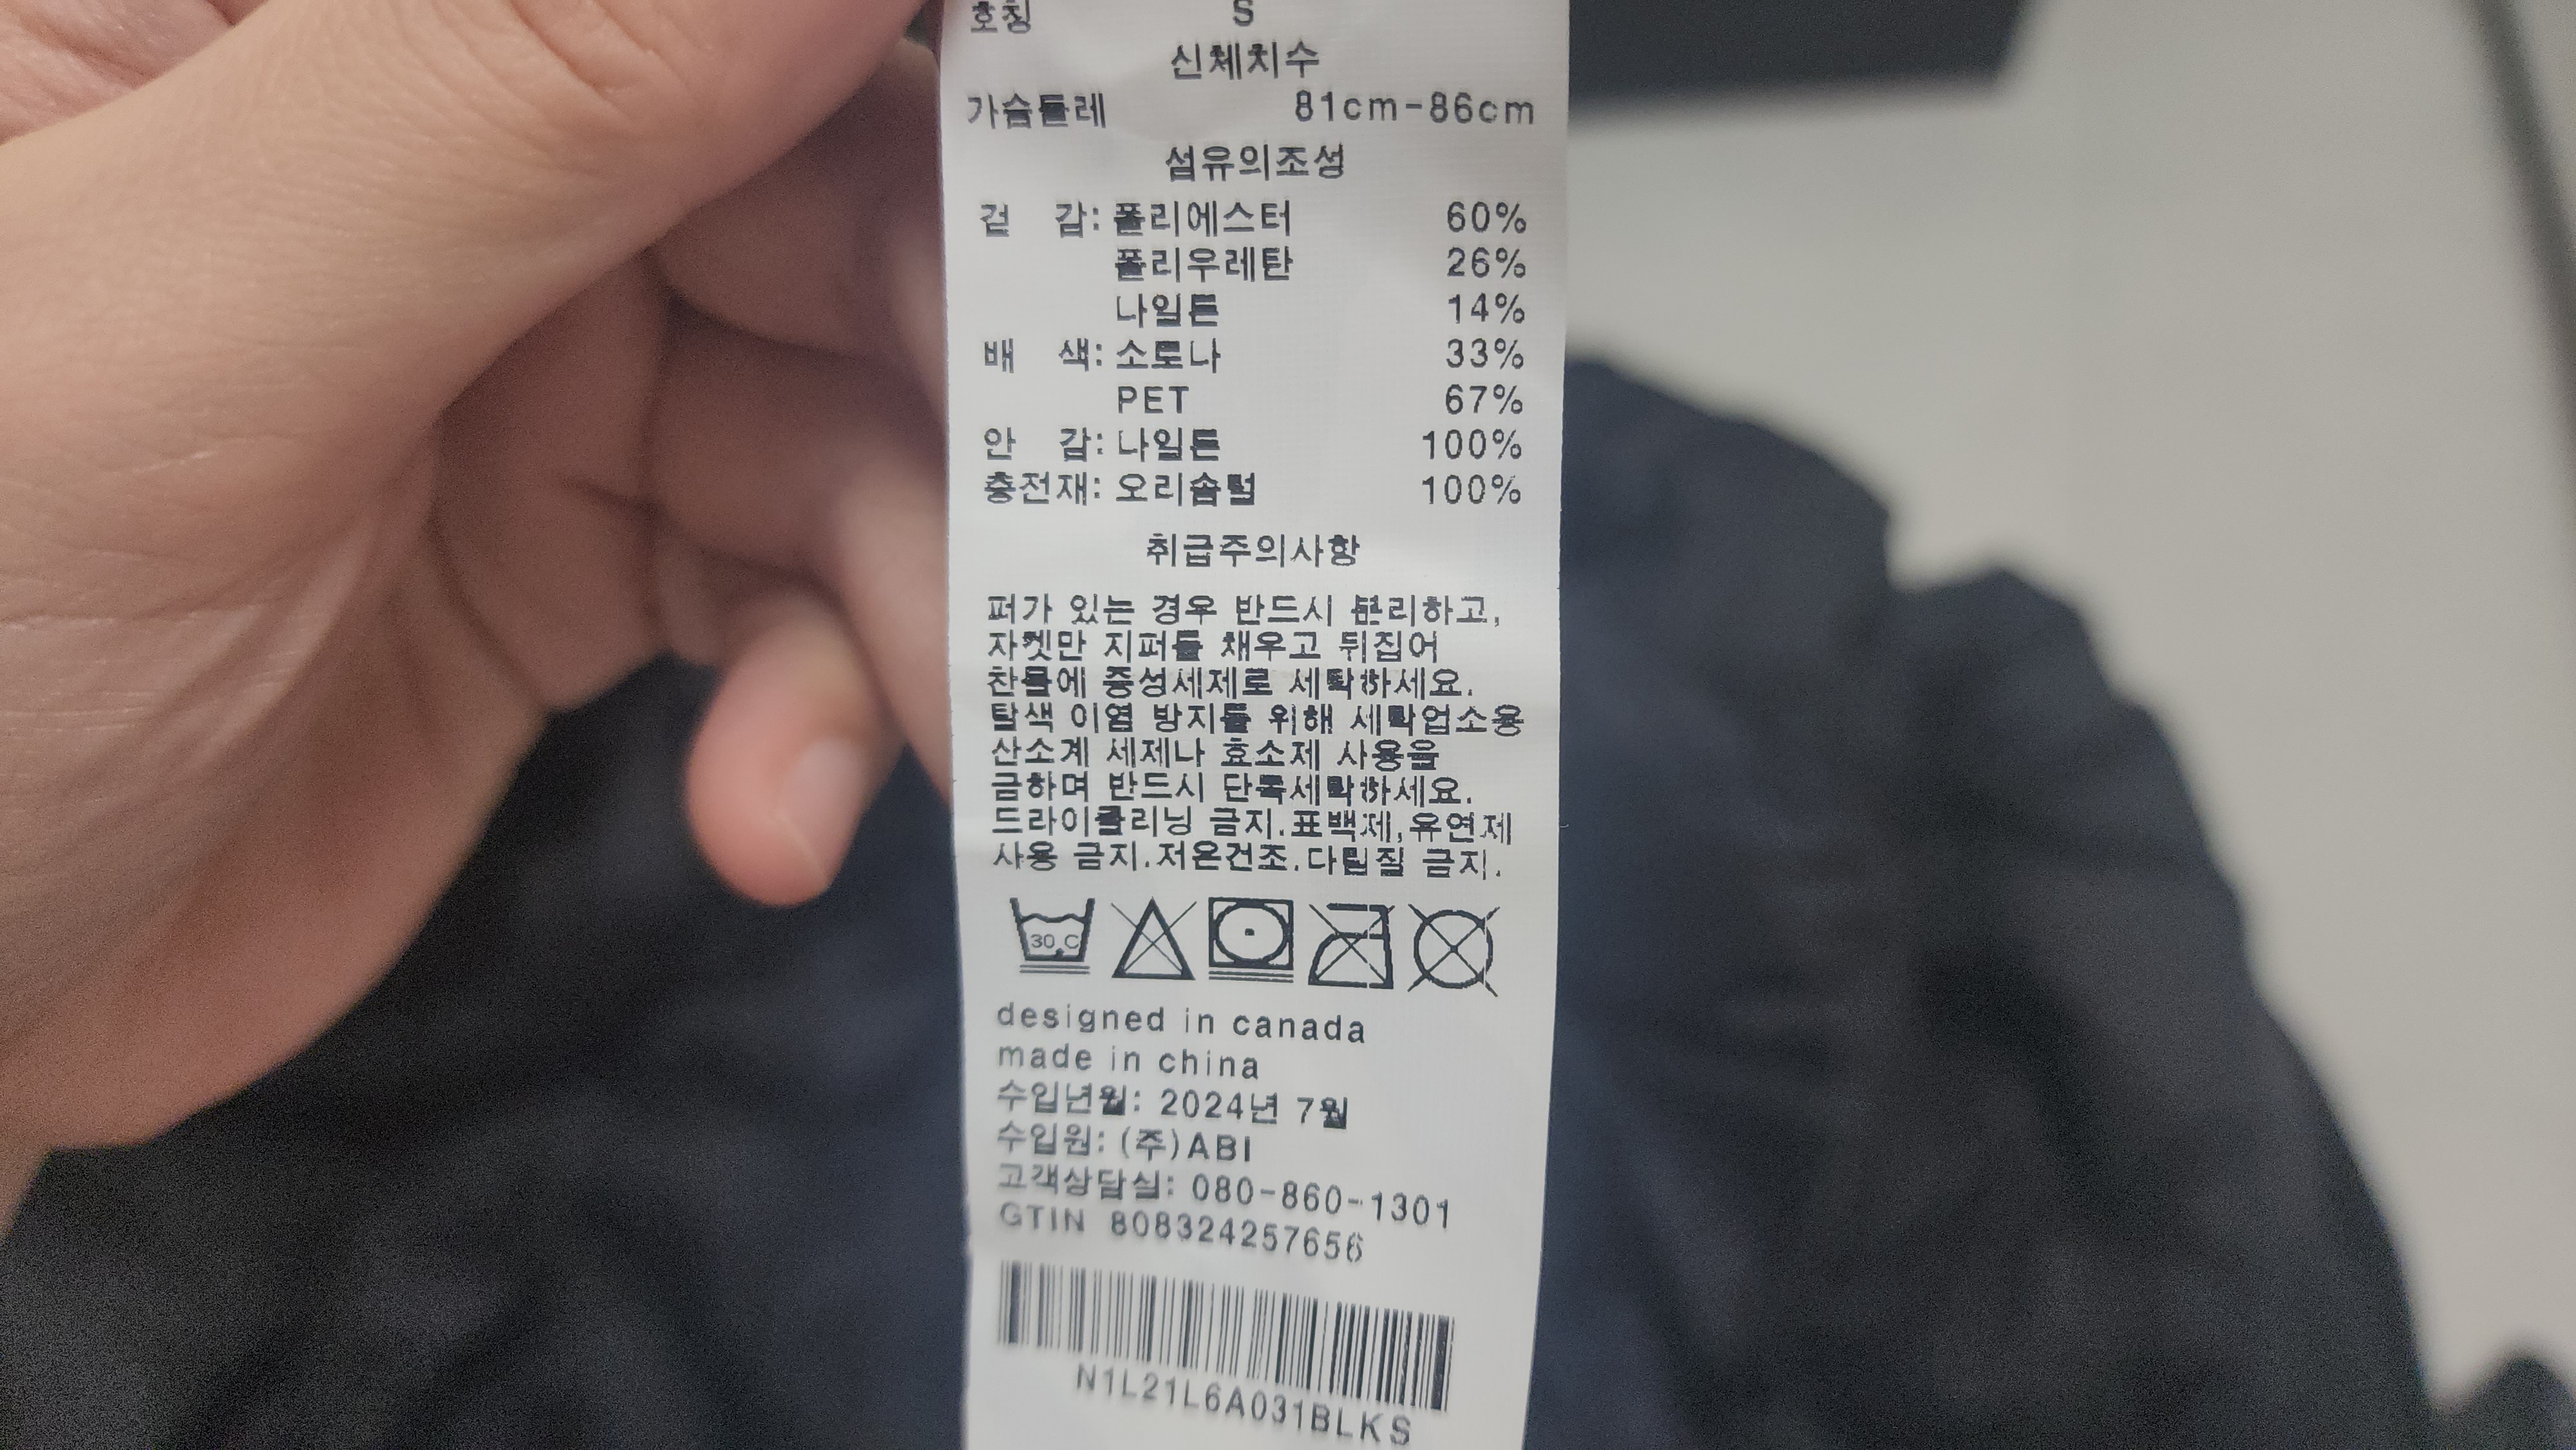 호칭 S
신체치수
가슴둘레 81cm-86cm
섬유의조성
겉 감: 폴리에스터 60%
폴리우레탄 26%
나일론 14%
배 색: 소로나 33%
PET 67%
안 감: 나일론 100%
충전재: 오리솜털 100%
취급주의사항
퍼가 있는 경우 반드시 분리하고,
자켓만 지퍼를 채우고 뒤집어
찬물에 중성세제로 세탁하세요.
탈색 이염 방지를 위해 세탁업소용
산소계 세제나 효소제 사용을
금하며 반드시 단독세탁하세요.
드라이클리닝 금지.표백제,유연제
사용 금지.저온건조.다림질 금지.
30°C
designed in canada
made in china
수입년월: 2024년 7월
수입원: (주)ABI
고객상담실: 080-860-1301
GTIN 808324257656
N1L21L6A031BLKS